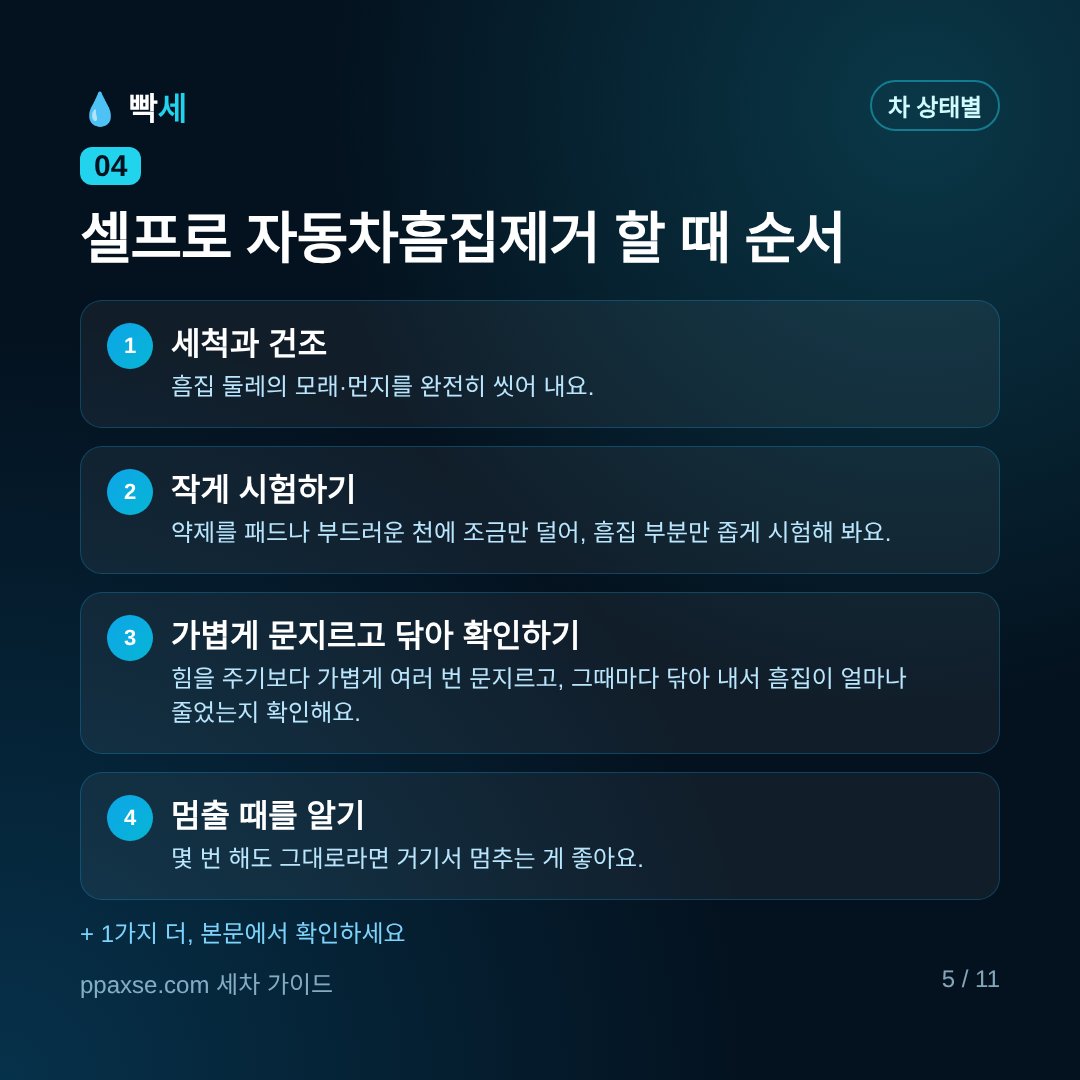 빡세
차 상태별
04
셀프로 자동차흠집제거 할 때 순서
1 세척과 건조
흠집 둘레의 모래·먼지를 완전히 씻어 내요.
2 작게 시험하기
약제를 패드나 부드러운 천에 조금만 덜어, 흠집 부분만 좁게 시험해 봐요.
3 가볍게 문지르고 닦아 확인하기
힘을 주기보다 가볍게 여러 번 문지르고, 그때마다 닦아 내서 흠집이 얼마나
줄었는지 확인해요.
4 멈출 때를 알기
몇 번 해도 그대로라면 거기서 멈추는 게 좋아요.
+ 1가지 더, 본문에서 확인하세요
ppaxse.com 세차 가이드
5 / 11